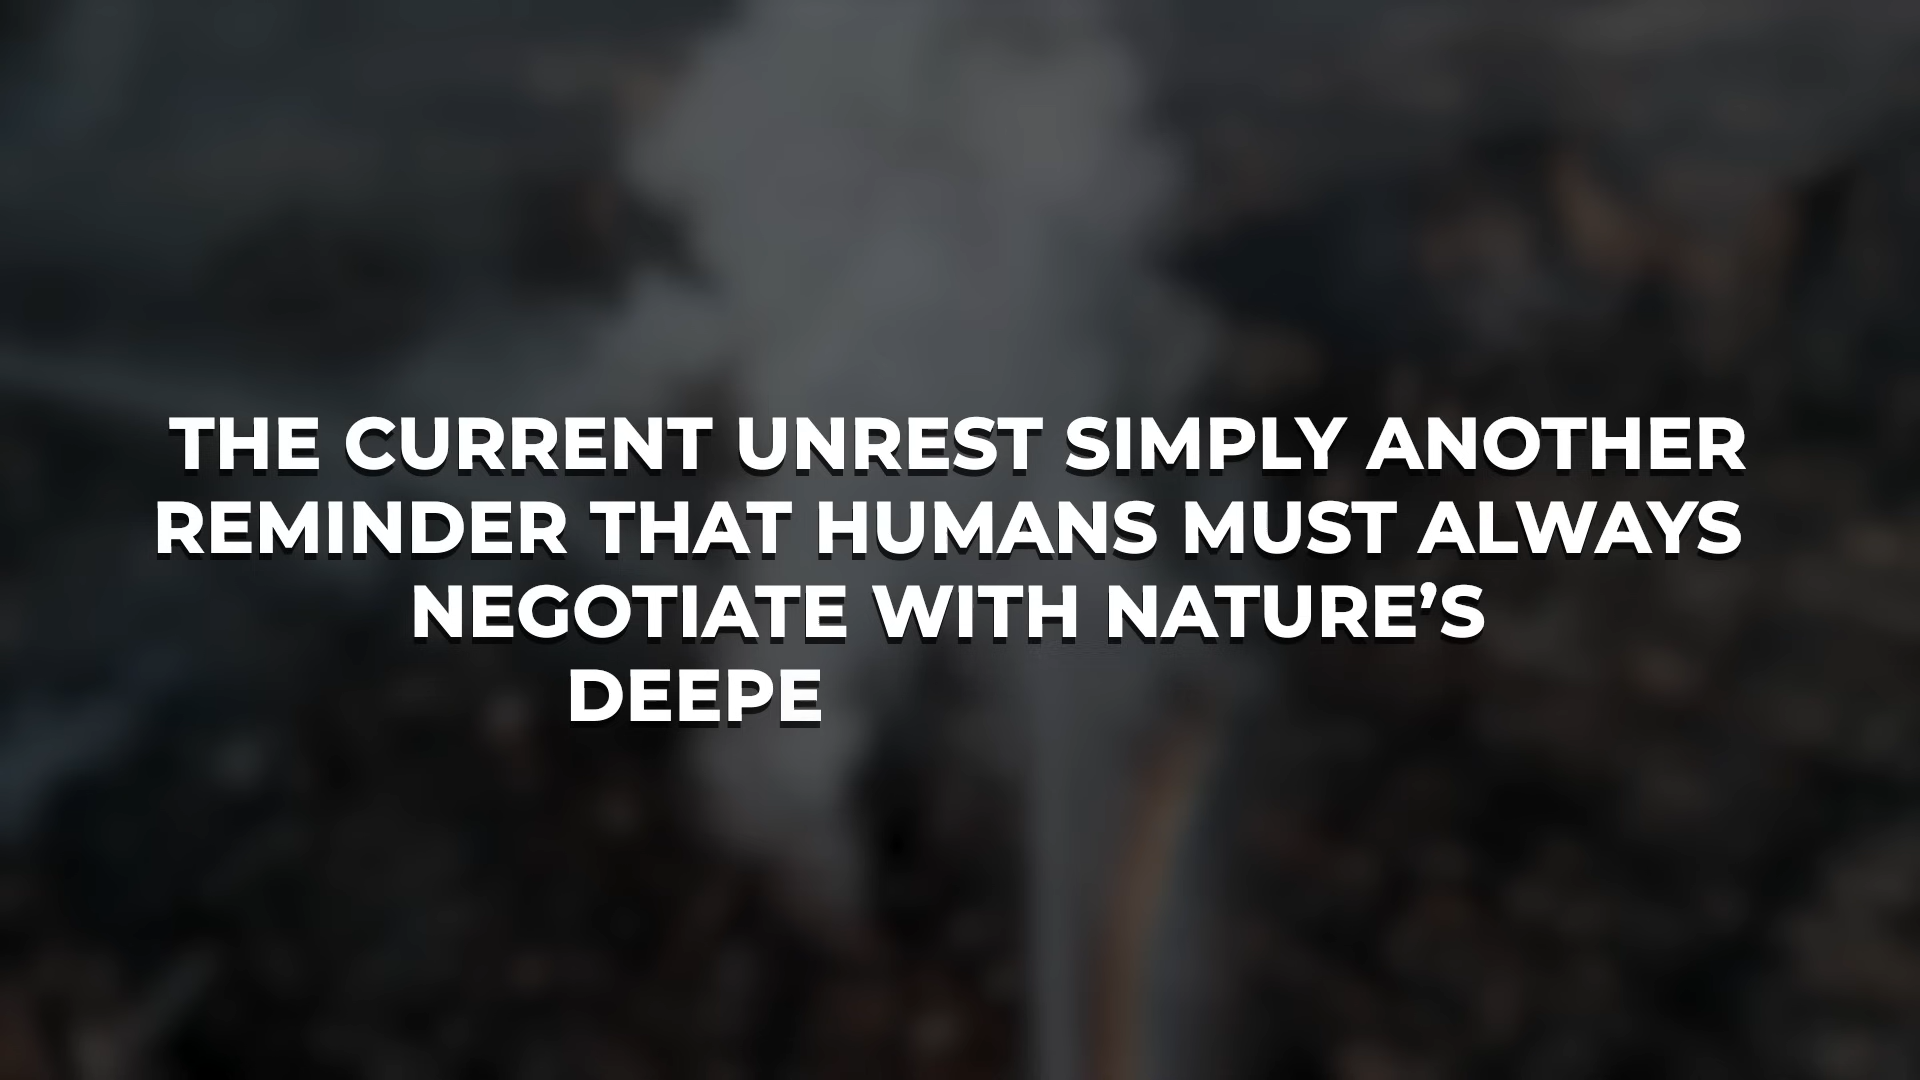 THE CURRENT UNREST SIMPLY ANOTHER
REMINDER THAT HUMANS MUST ALWAYS
NEGOTIATE WITH NATURE’S
DEEPE